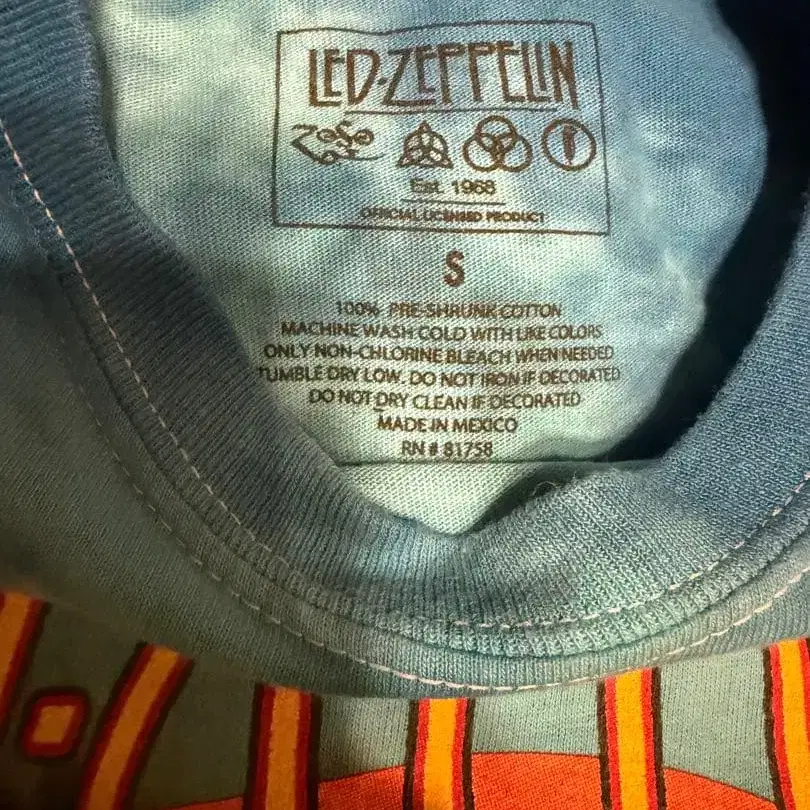 LED-ZEPPELIN
ZoSo
Est. 1968
OFFICIAL LICENSED PRODUCT
S
100% PRE-SHRUNK COTTON
MACHINE WASH COLD WITH LIKE COLORS
ONLY NON-CHLORINE BLEACH WHEN NEEDED
TUMBLE DRY LOW. DO NOT IRON IF DECORATED
DO NOT DRY CLEAN IF DECORATED
MADE IN MEXICO
RN # 81758